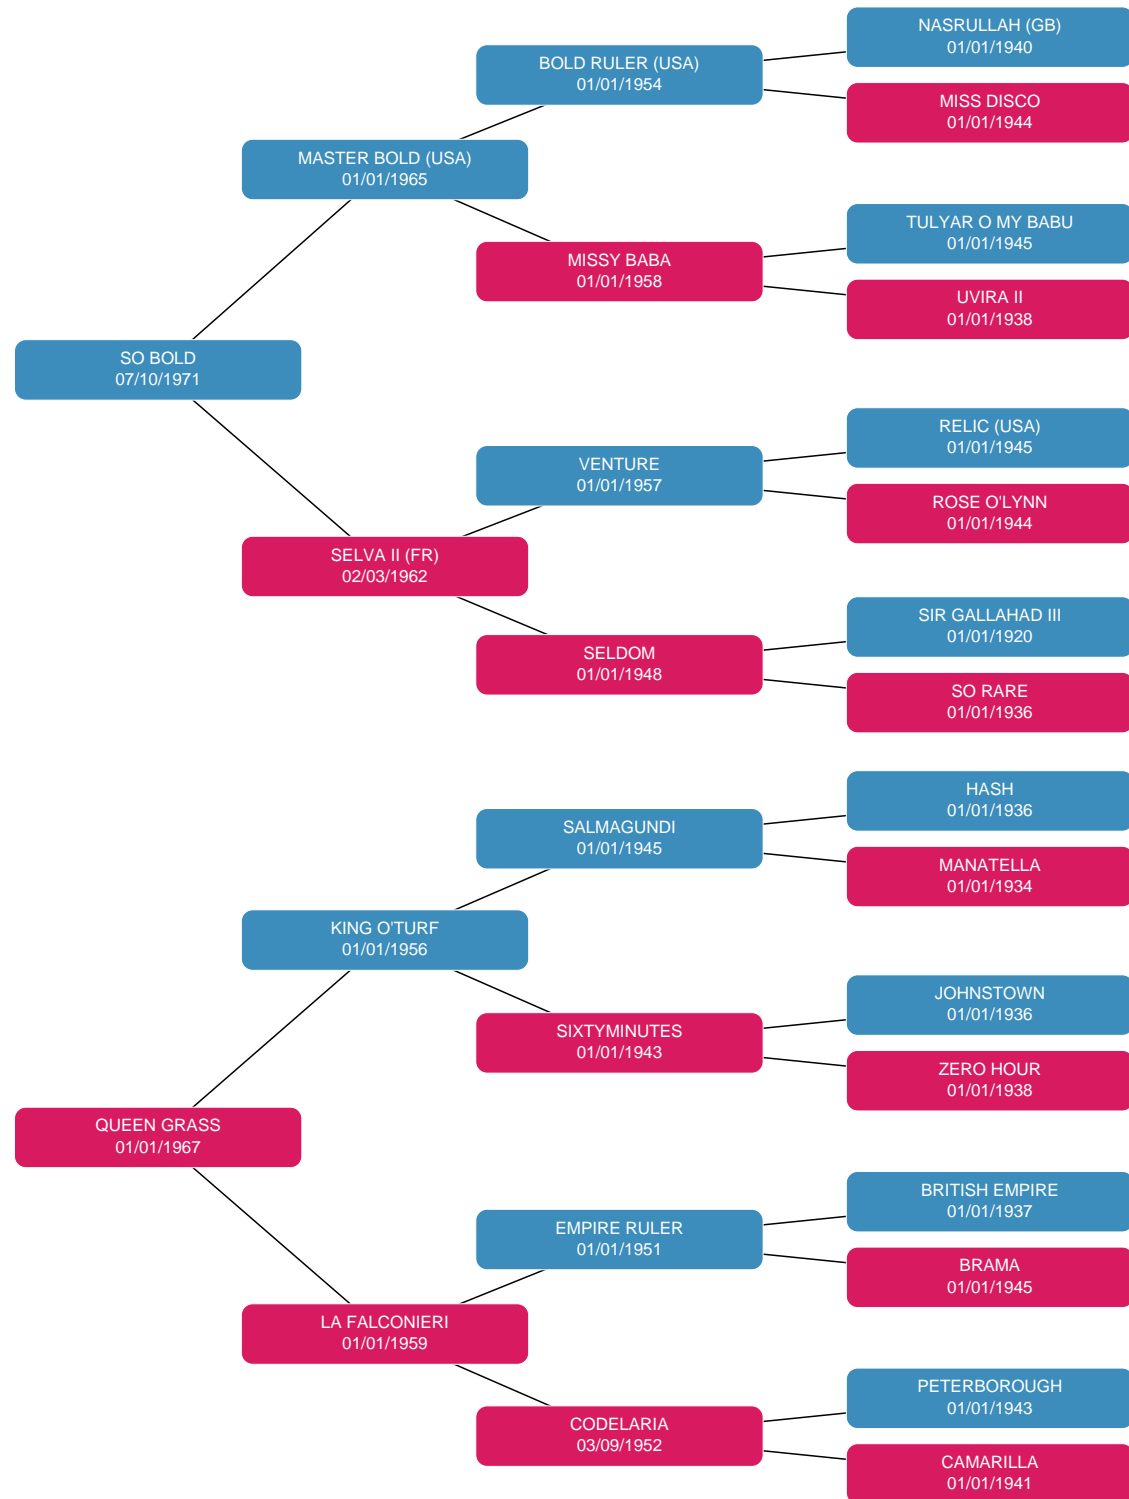 NASRULLAH (GB)
01/01/1940
BOLD RULER (USA)
01/01/1954
MISS DISCO
01/01/1944
MASTER BOLD (USA)
01/01/1965
TULYAR O MY BABU
01/01/1945
MISSY BABA
01/01/1958
UVIRA II
01/01/1938
SO BOLD
07/10/1971
RELIC (USA)
01/01/1945
VENTURE
01/01/1957
ROSE O'LYNN
01/01/1944
SELVA II (FR)
02/03/1962
SIR GALLAHAD III
01/01/1920
SELDOM
01/01/1948
SO RARE
01/01/1936
HASH
01/01/1936
SALMAGUNDI
01/01/1945
MANATELLA
01/01/1934
KING O'TURF
01/01/1956
JOHNSTOWN
01/01/1936
SIXTYMINUTES
01/01/1943
ZERO HOUR
01/01/1938
QUEEN GRASS
01/01/1967
BRITISH EMPIRE
01/01/1937
EMPIRE RULER
01/01/1951
BRAMA
01/01/1945
LA FALCONIERI
01/01/1959
PETERBOROUGH
01/01/1943
CODELARIA
03/09/1952
CAMARILLA
01/01/1941